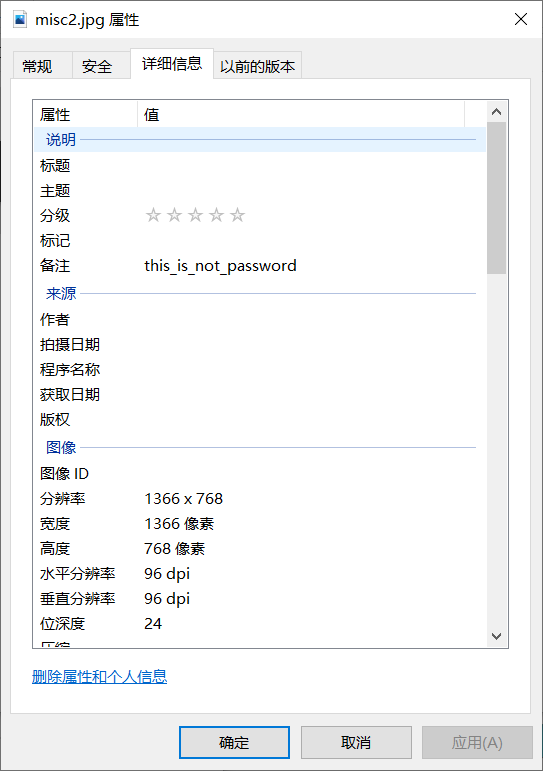 misc2.jpg 属性
常规 安全 详细信息 以前的版本
属性 值
说明
标题
主题
分级
标记
备注 this_is_not_password
来源
作者
拍摄日期
程序名称
获取日期
版权
图像
图像 ID
分辨率 1366 x 768
宽度 1366 像素
高度 768 像素
水平分辨率 96 dpi
垂直分辨率 96 dpi
位深度 24
压缩
删除属性和个人信息
确定 取消 应用(A)